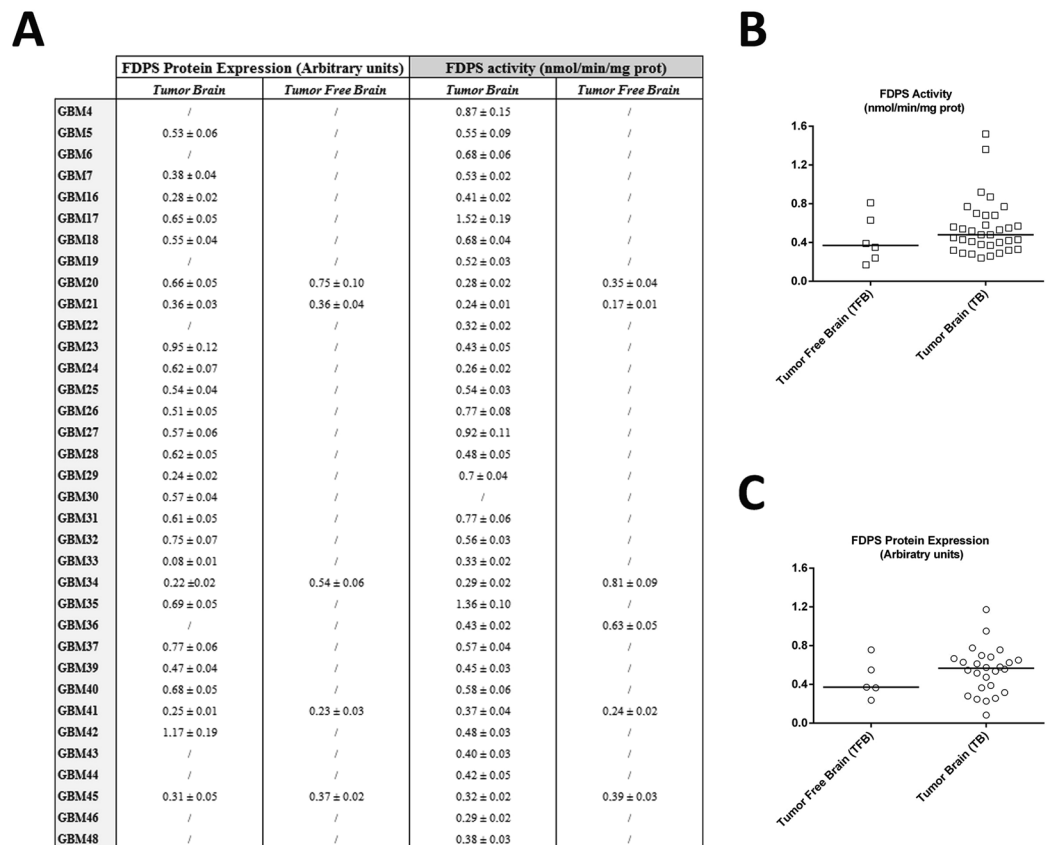 A
FDPS Protein Expression (Arbitrary units) FDPS activity (nmol/min/mg prot)
Tumor Brain Tumor Free Brain Tumor Brain Tumor Free Brain
GBM4 / / 0.87 ± 0.15 /
GBM5 0.53 ± 0.06 / 0.55 ± 0.09 /
GBM6 / / 0.68 ± 0.06 /
GBM7 0.38 ± 0.04 / 0.53 ± 0.02 /
GBM16 0.28 ± 0.02 / 0.41 ± 0.02 /
GBM17 0.65 ± 0.05 / 1.52 ± 0.19 /
GBM18 0.55 ± 0.04 / 0.68 ± 0.04 /
GBM19 / / 0.52 ± 0.03 /
GBM20 0.66 ± 0.05 0.75 ± 0.10 0.28 ± 0.02 0.35 ± 0.04
GBM21 0.36 ± 0.03 0.36 ± 0.04 0.24 ± 0.01 0.17 ± 0.01
GBM22 / / 0.32 ± 0.02 /
GBM23 0.95 ± 0.12 / 0.43 ± 0.05 /
GBM24 0.62 ± 0.07 / 0.26 ± 0.02 /
GBM25 0.54 ± 0.04 / 0.54 ± 0.03 /
GBM26 0.51 ± 0.05 / 0.77 ± 0.08 /
GBM27 0.57 ± 0.06 / 0.92 ± 0.11 /
GBM28 0.62 ± 0.05 / 0.48 ± 0.05 /
GBM29 0.24 ± 0.02 / 0.7 ± 0.04 /
GBM30 0.57 ± 0.04 / / /
GBM31 0.61 ± 0.05 / 0.77 ± 0.06 /
GBM32 0.75 ± 0.07 / 0.56 ± 0.03 /
GBM33 0.08 ± 0.01 / 0.33 ± 0.02 /
GBM34 0.22 ±0.02 0.54 ± 0.06 0.29 ± 0.02 0.81 ± 0.09
GBM35 0.69 ± 0.05 / 1.36 ± 0.10 /
GBM36 / / 0.43 ± 0.02 0.63 ± 0.05
GBM37 0.77 ± 0.06 / 0.57 ± 0.04 /
GBM39 0.47 ± 0.04 / 0.45 ± 0.03 /
GBM40 0.68 ± 0.05 / 0.58 ± 0.06 /
GBM41 0.25 ± 0.01 0.23 ± 0.03 0.37 ± 0.04 0.24 ± 0.02
GBM42 1.17 ± 0.19 / 0.48 ± 0.03 /
GBM43 / / 0.40 ± 0.03 /
GBM44 / / 0.42 ± 0.05 /
GBM45 0.31 ± 0.05 0.37 ± 0.02 0.32 ± 0.02 0.39 ± 0.03
GBM46 / / 0.29 ± 0.02 /
GBM48 / / 0.38 ± 0.03 /
B
FDPS Activity
(nmol/min/mg prot)
1.6
1.2
0.8
0.4
0.0
Tumor Free Brain (TFB)
Tumor Brain (TB)
C
FDPS Protein Expression
(Arbiratry units)
1.6
1.2
0.8
0.4
0.0
Tumor Free Brain (TFB)
Tumor Brain (TB)